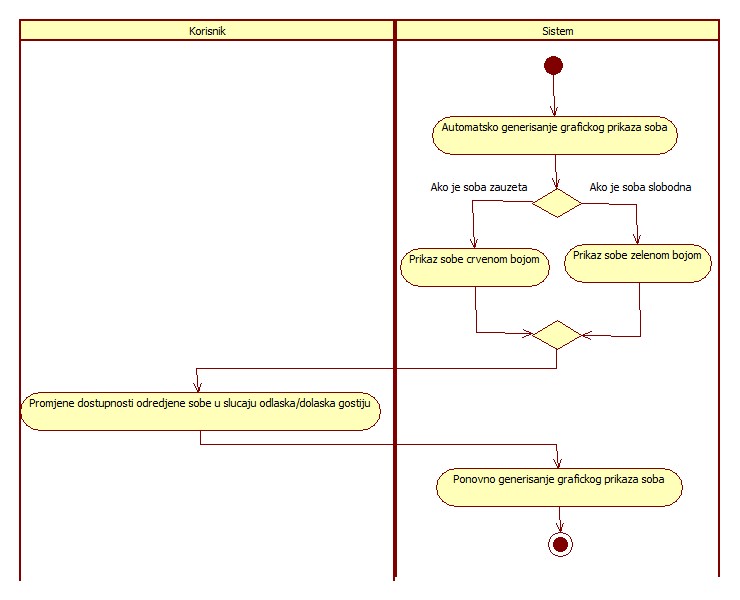 Korisnik
Sistem
Automatsko generisanje grafickog prikaza soba
Ako je soba zauzeta
Ako je soba slobodna
Prikaz sobe crvenom bojom
Prikaz sobe zelenom bojom
Promjene dostupnosti odredjene sobe u slucaju odlaska/dolaska gostiju
Ponovno generisanje grafickog prikaza soba